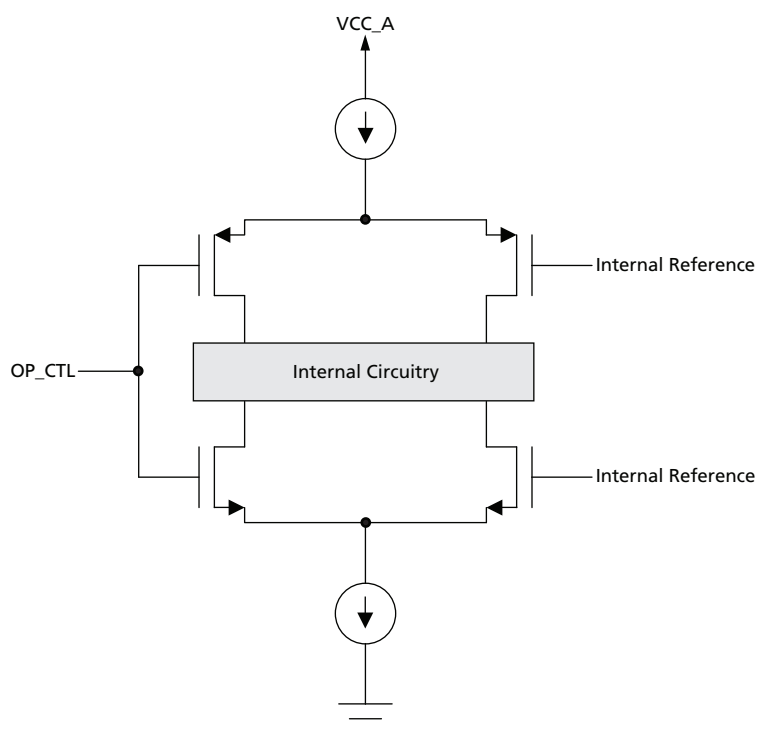 VCC_A
Internal Reference
Internal Circuitry
OP_CTL
Internal Reference